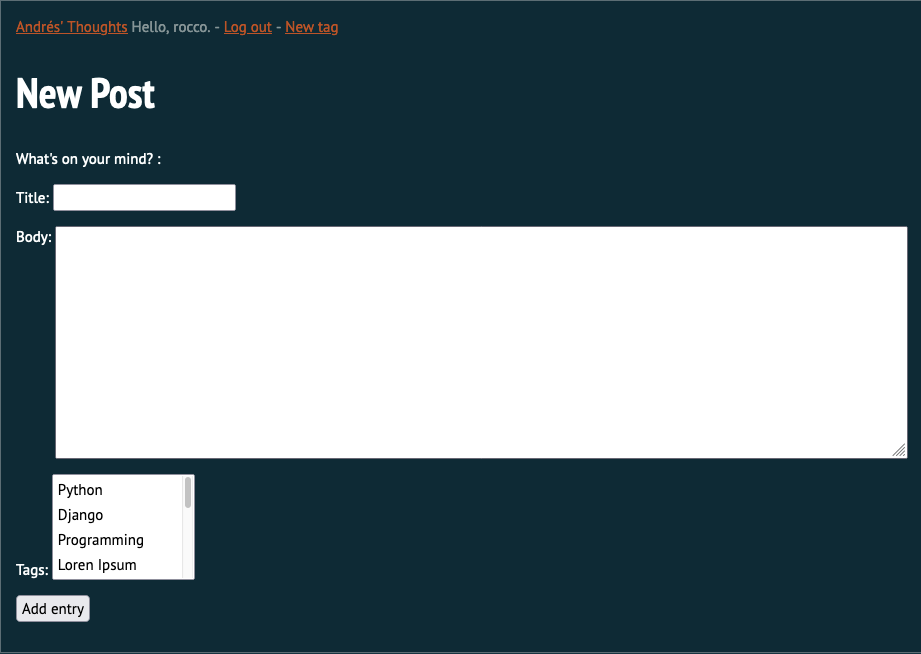 Andrés' Thoughts Hello, rocco. - Log out - New tag
New Post
What's on your mind? :
Title:
Body:
Python
Django
Programming
Loren Ipsum
Tags:
Add entry